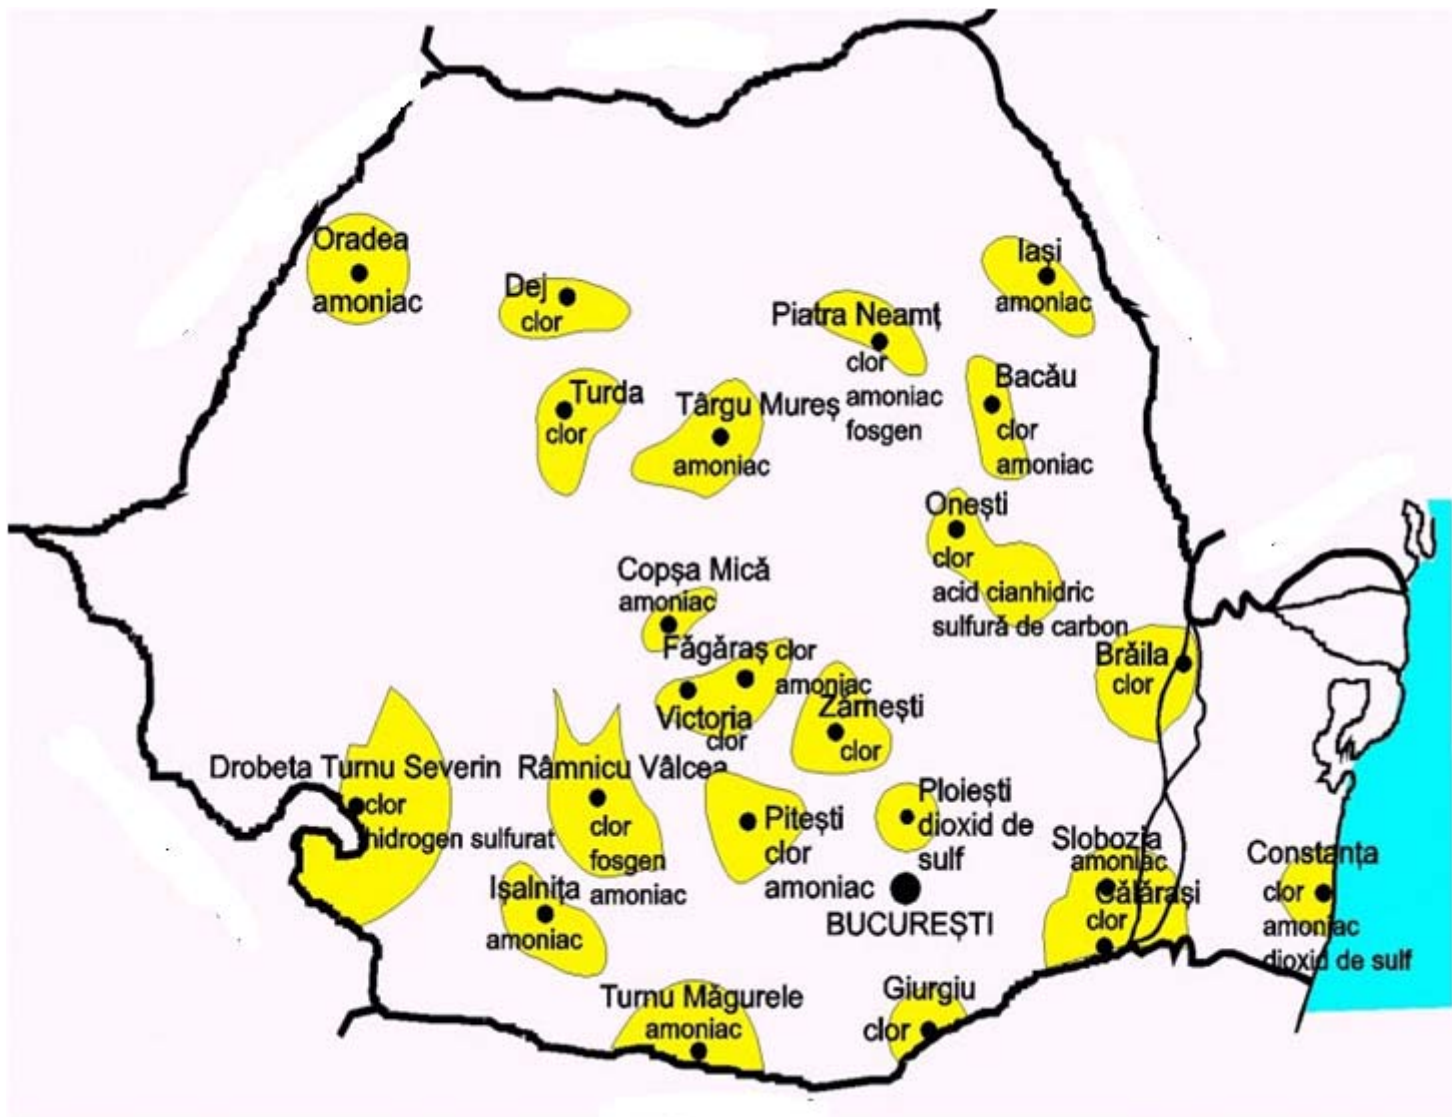 Oradea
amoniac
Dej
clor
Turda
clor
Târgu Mureș
amoniac
Piatra Neamț
clor
amoniac
fosgen
Iași
amoniac
Bacău
clor
amoniac
Onești
clor
acid cianhidric
sulfură de carbon
Copșa Mică
amoniac
Făgăraș clor
amoniac
Victoria
clor
Zărnești
clor
Brăila
clor
Drobeta Turnu Severin
clor
hidrogen sulfurat
Râmnicu Vâlcea
clor
fosgen
amoniac
Pitești
clor
amoniac
Ploiești
dioxid de
sulf
BUCUREȘTI
Slobozia
amoniac
Călărași
clor
Constanța
clor
amoniac
dioxid de sulf
Ișalnița
amoniac
Turnu Măgurele
amoniac
Giurgiu
clor